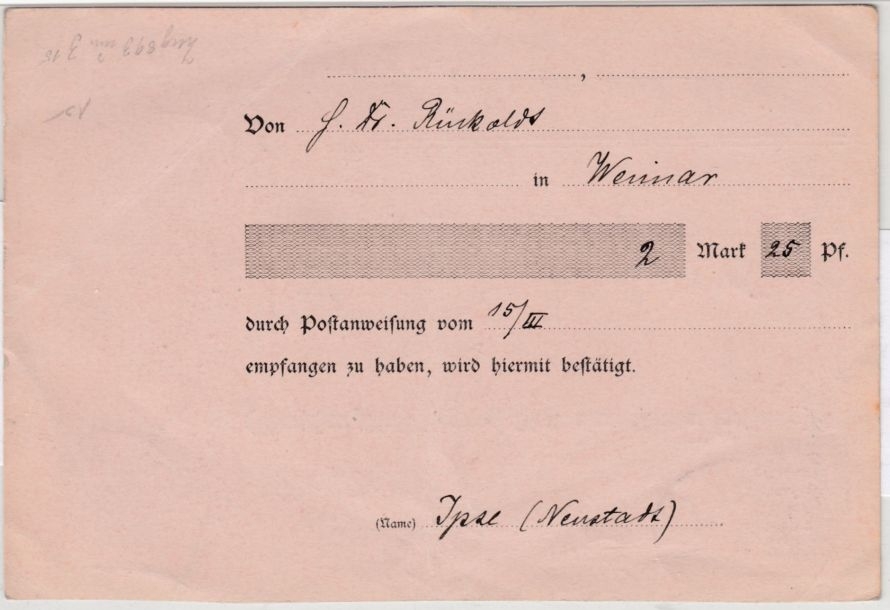 Von H. Dr. Rückoldt
in Weimar
2 Mark 25 Pf.
durch Postanweisung vom 15/III
empfangen zu haben, wird hiermit bestätigt.
(Name) Ipse (Neustadt)